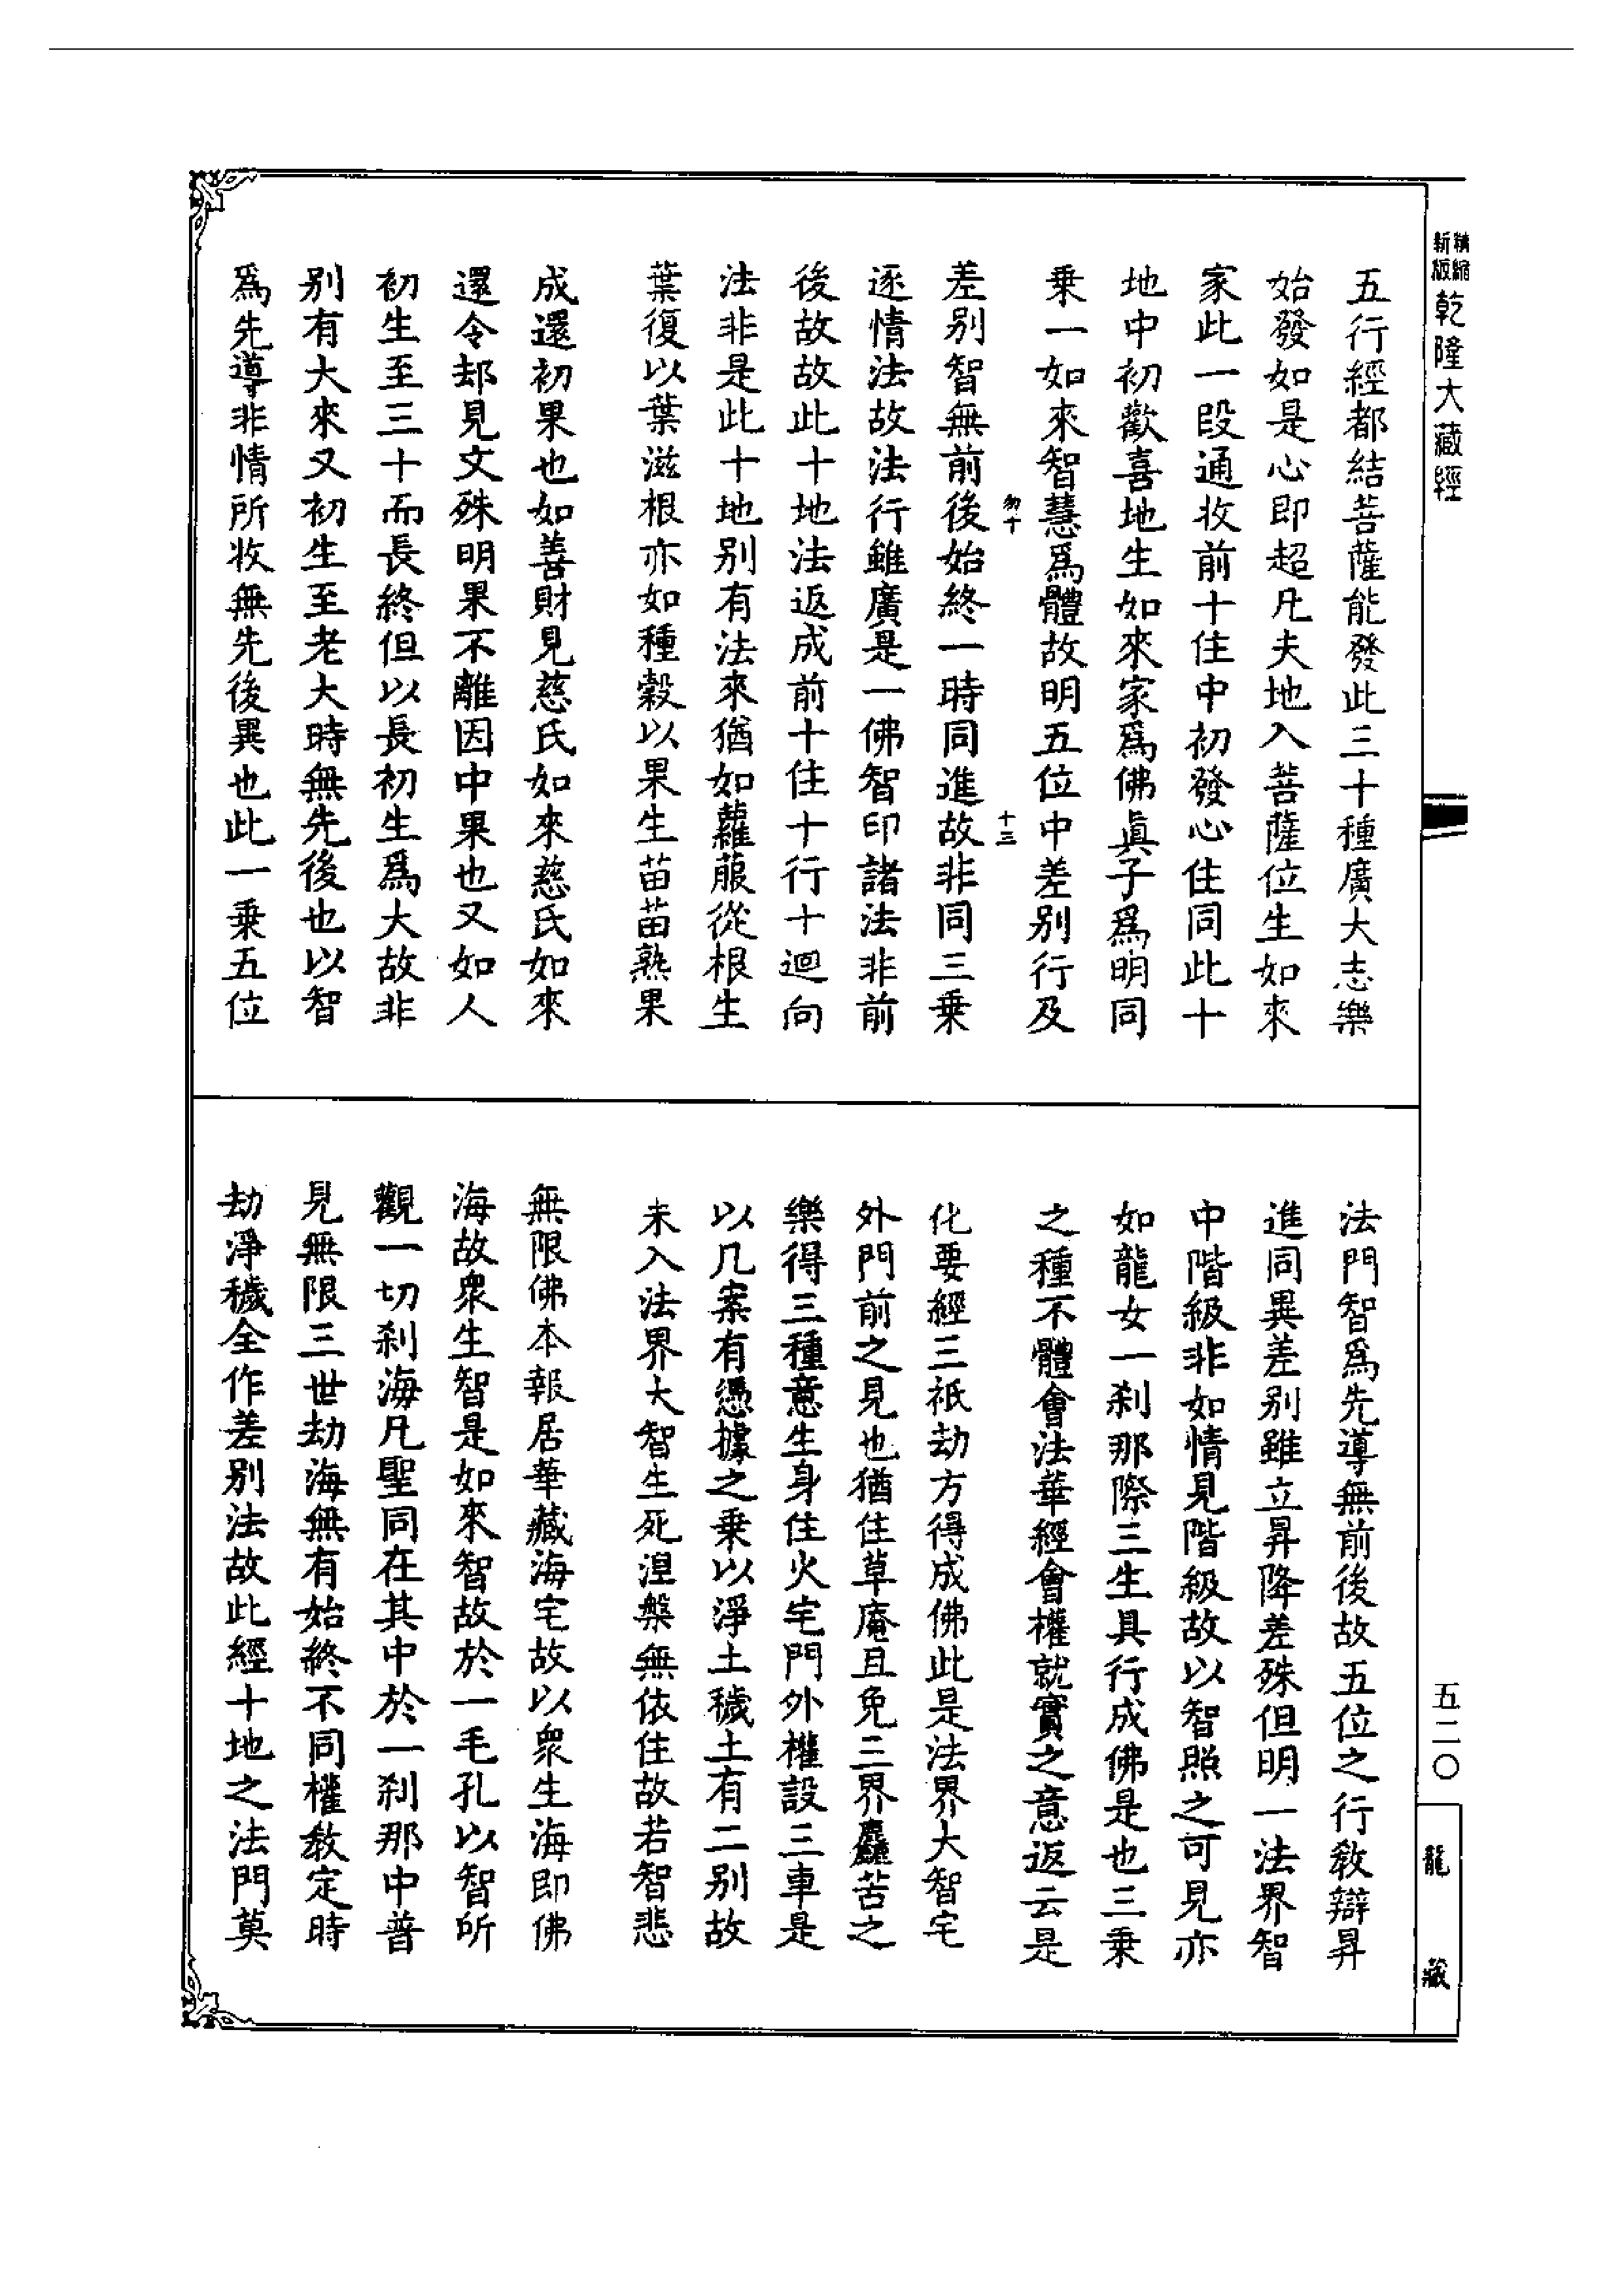 精縮
新版
乾隆大藏經
五行經都結菩薩能發此三十種廣大志樂
始發如是心即超凡夫地入菩薩位生如來
家此一段通收前十住中初發心住同此十
地中初歡喜地生如來家爲佛眞子爲明同
乗一如來智慧爲體故明五位中差别行及
差别智無前後始終一時同進故非同三乗
逐情法故法行雖廣是一佛智印諸法非前
後故故此十地法返成前十住十行十迴向
法非是此十地别有法來猶如蘿菔從根生
葉復以葉滋根亦如種穀以果生苗苗熟果
成還初果也如善財見慈氏如來慈氏如來
還令却見文殊明果不離因中果也又如人
初生至三十而長終但以長初生爲大故非
别有大來又初生至老大時無先後也以智
爲先導非情所收無先後異也此一乗五位
十三
法門智爲先導無前後故五位之行教辯昇
進同異差别雖立昇降差殊但明一法界智
中階級非如情見階級故以智照之可見亦
如龍女一刹那際三生具行成佛是也三乗
之種不體會法華經會權就實之意返云是
化要經三祇劫方得成佛此是法界大智宅
外門前之見也猶住草庵且免三界麤苦之
樂得三種意生身住火宅門外權設三車是
以几案有憑據之乗以淨土穢土有二别故
未入法界大智生死涅槃無依住故若智悲
無限佛本報居華藏海宅故以衆生海即佛
海故衆生智是如來智故於一毛孔以智所
觀一切刹海凡聖同在其中於一刹那中普
見無限三世劫海無有始終不同權教定時
劫淨穢全作差别法故此經十地之法門莫
五二〇
龍藏